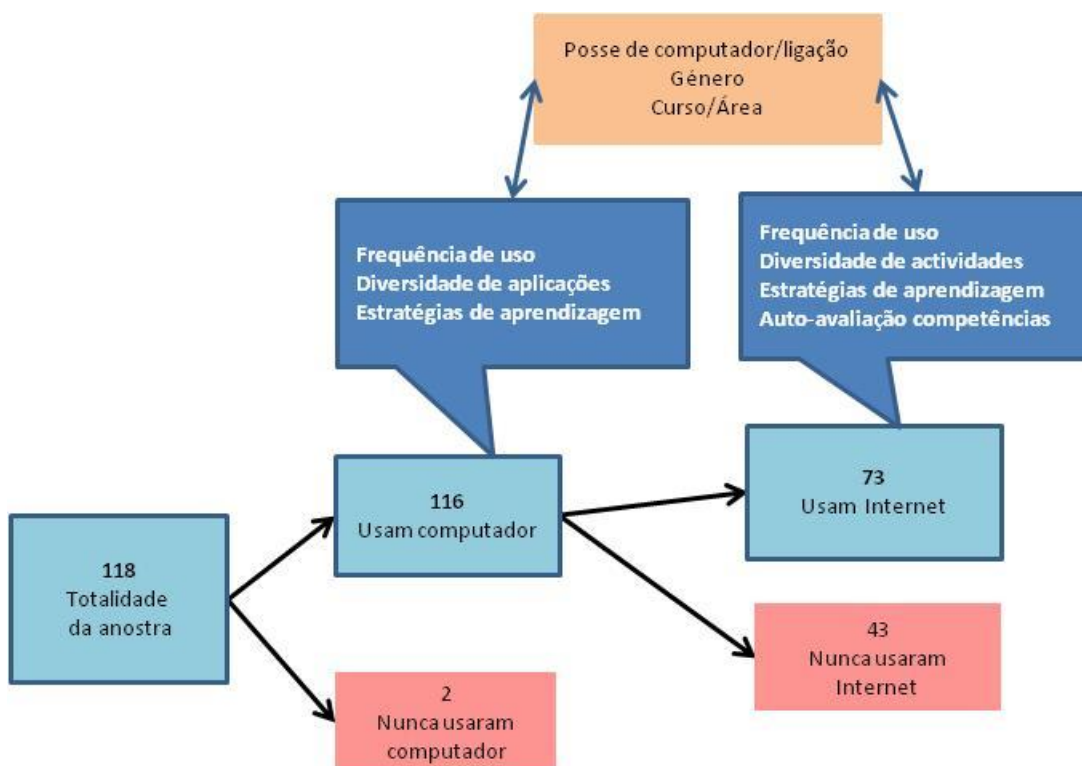 Posse de computador/ligação
Género
Curso/Área
Frequência de uso
Diversidade de aplicações
Estratégias de aprendizagem
Frequência de uso
Diversidade de actividades
Estratégias de aprendizagem
Auto-avaliação competências
116
Usam computador
73
Usam Internet
118
Totalidade
da anostra
43
Nunca usaram
Internet
2
Nunca usaram
computador